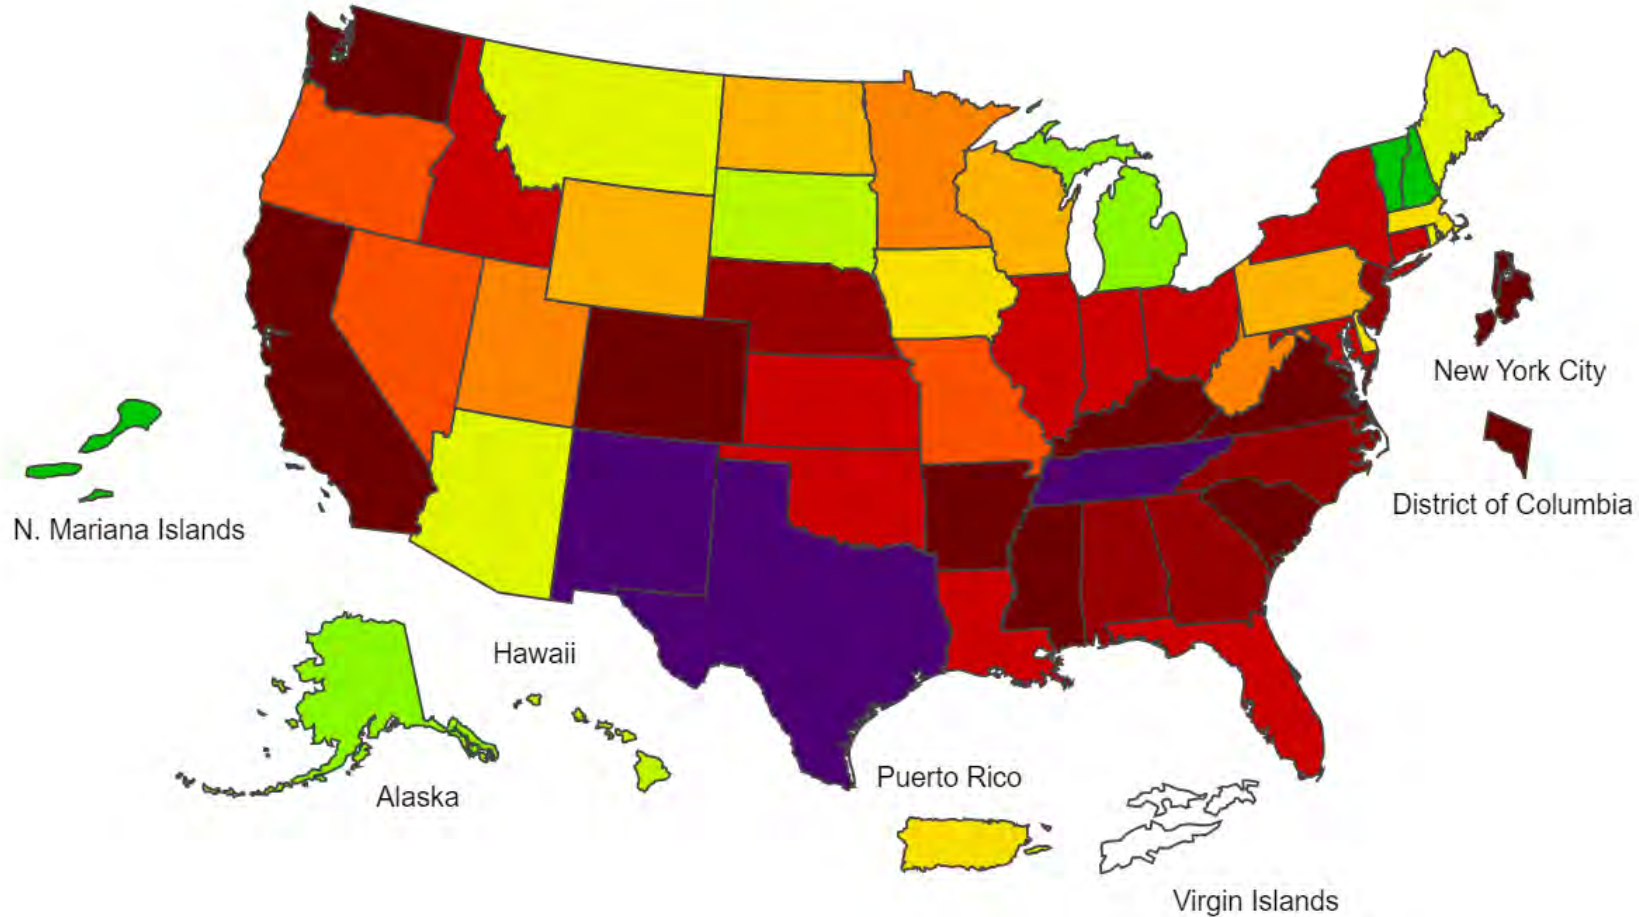 New York City
District of Columbia
N. Mariana Islands
Hawaii
Alaska
Puerto Rico
Virgin Islands